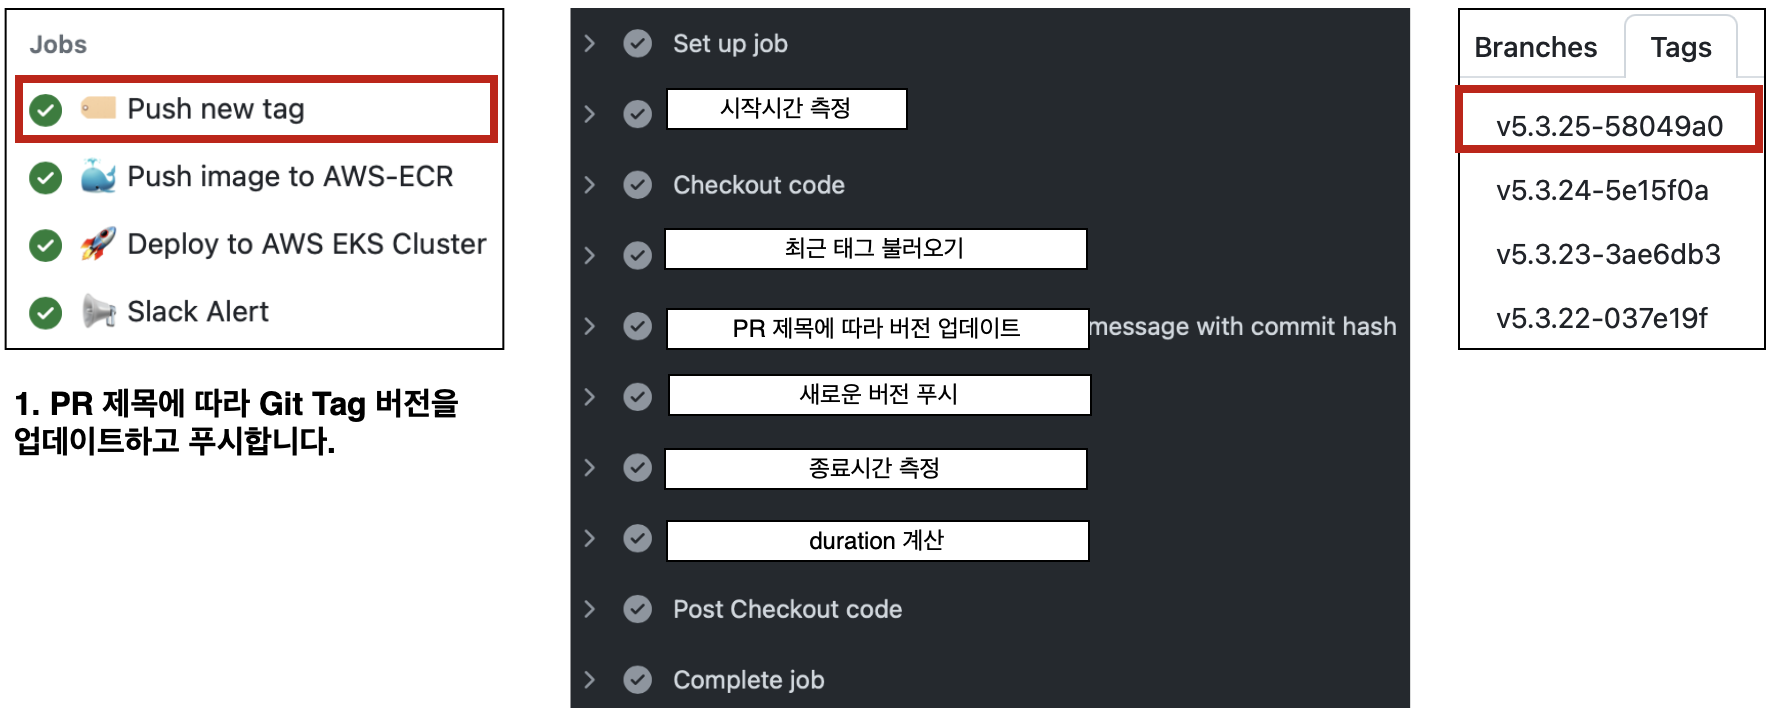 Jobs
Push new tag
Push image to AWS-ECR
Deploy to AWS EKS Cluster
Slack Alert
1. PR 제목에 따라 Git Tag 버전을
업데이트하고 푸시합니다.
Set up job
시작시간 측정
Checkout code
최근 태그 불러오기
PR 제목에 따라 버전 업데이트 message with commit hash
새로운 버전 푸시
종료시간 측정
duration 계산
Post Checkout code
Complete job
Branches Tags
v5.3.25-58049a0
v5.3.24-5e15f0a
v5.3.23-3ae6db3
v5.3.22-037e19f